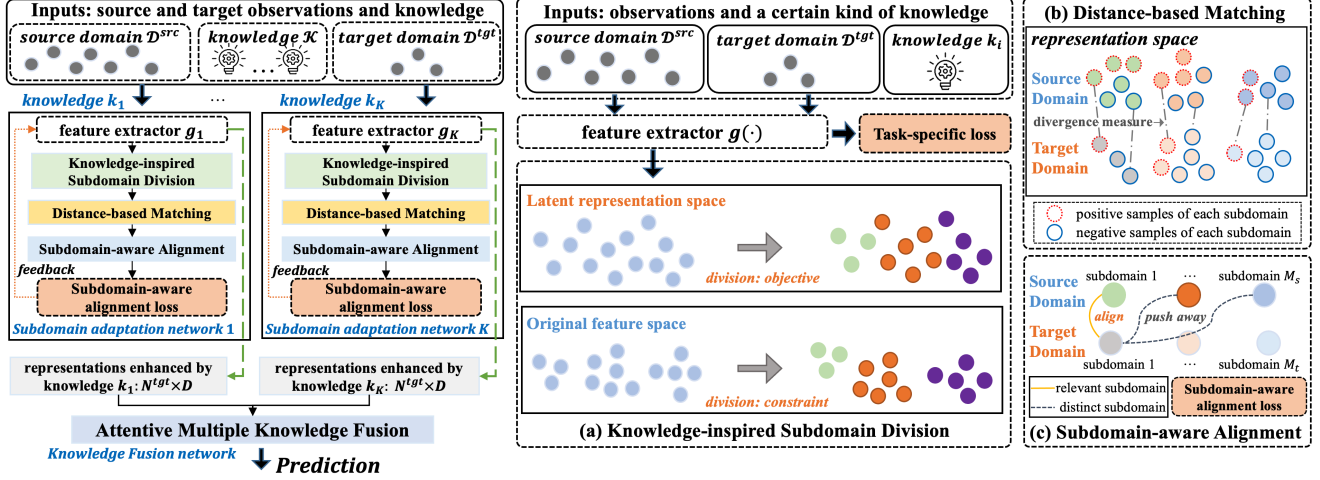 Inputs: source and target observations and knowledge
source domain 𝒟ˢʳᶜ
knowledge 𝒦
target domain 𝒟ᵗᵍᵗ
...
knowledge k₁
...
knowledge k_K
feature extractor g₁
Knowledge-inspired
Subdomain Division
Distance-based Matching
Subdomain-aware Alignment
feedback
Subdomain-aware
alignment loss
Subdomain adaptation network 1
feature extractor g_K
Knowledge-inspired
Subdomain Division
Distance-based Matching
Subdomain-aware Alignment
feedback
Subdomain-aware
alignment loss
Subdomain adaptation network K
representations enhanced by
knowledge k₁: Nᵗᵍᵗ×D
representations enhanced by
knowledge k_K: Nᵗᵍᵗ×D
Attentive Multiple Knowledge Fusion
Knowledge Fusion network
Prediction
Inputs: observations and a certain kind of knowledge
source domain 𝒟ˢʳᶜ
target domain 𝒟ᵗᵍᵗ
knowledge kᵢ
feature extractor g(·)
Task-specific loss
Latent representation space
division: objective
Original feature space
division: constraint
(a) Knowledge-inspired Subdomain Division
(b) Distance-based Matching
representation space
Source
Domain
divergence measure
Target
Domain
positive samples of each subdomain
negative samples of each subdomain
subdomain 1
...
subdomain Mₛ
Source
Domain
align
push away
Target
Domain
subdomain 1
...
subdomain Mₜ
relevant subdomain
distinct subdomain
Subdomain-aware
alignment loss
(c) Subdomain-aware Alignment